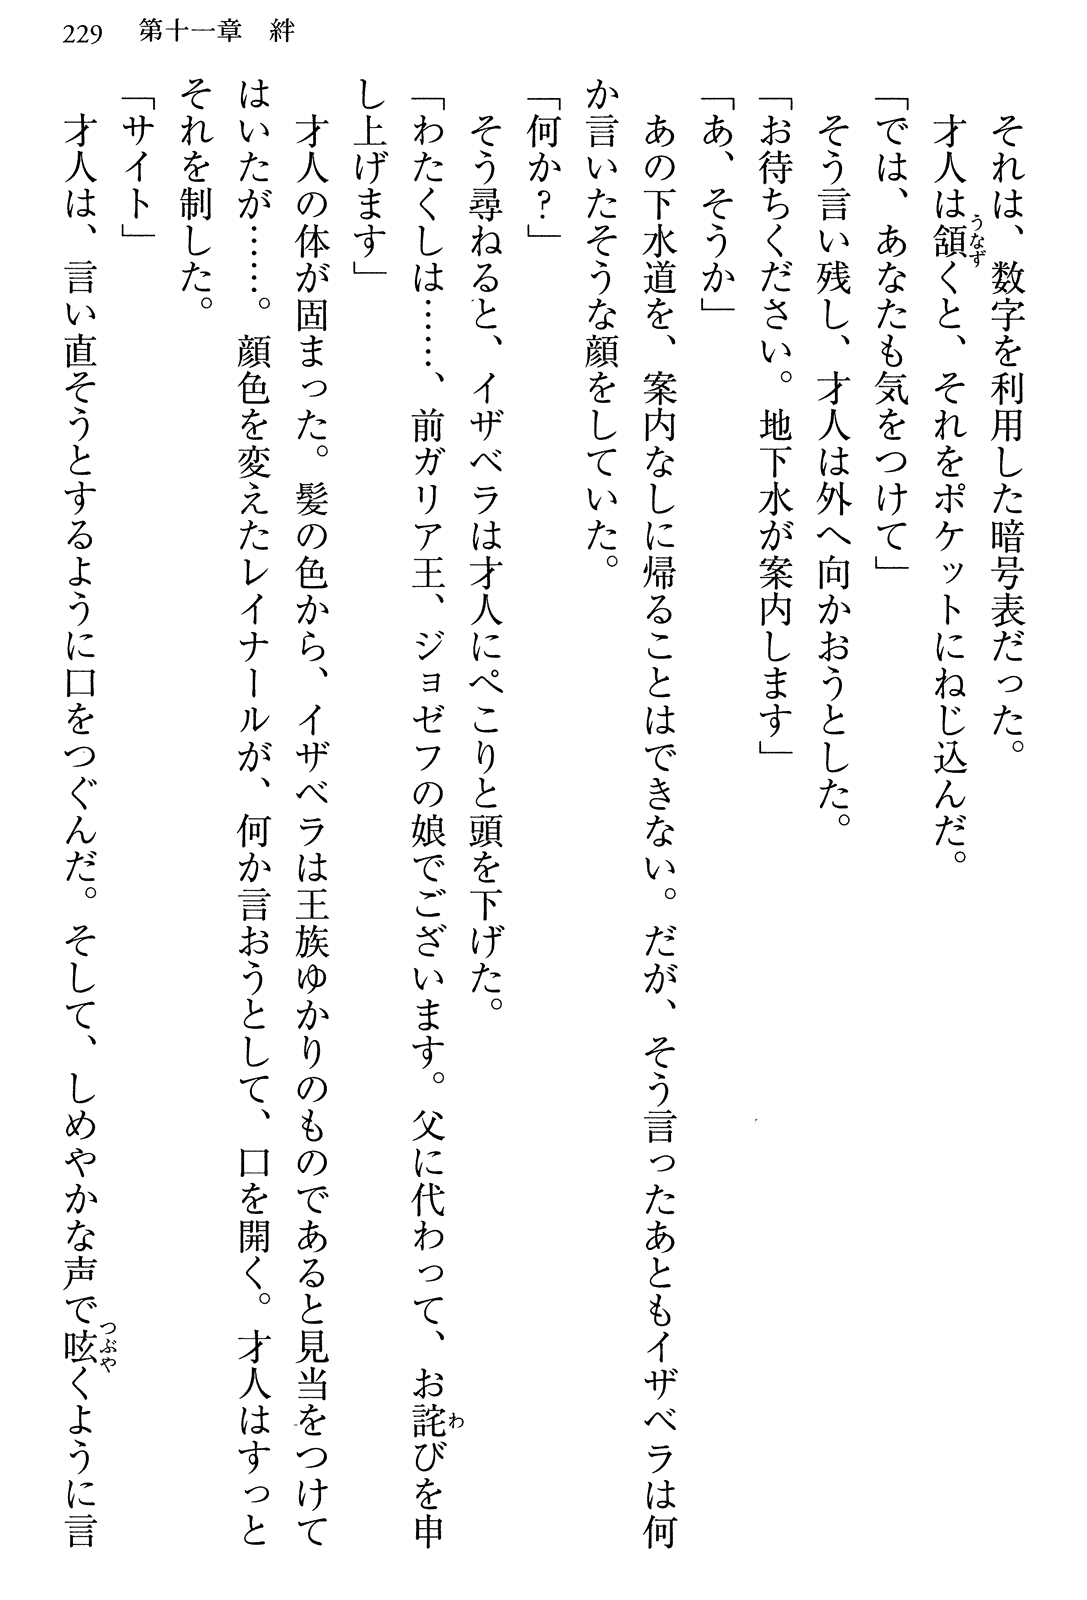 229 第十一章 絆
それは、数字を利用した暗号表だった。
才人は頷くと、それをポケットにねじ込んだ。
うなず
「では、あなたも気をつけて」
そう言い残し、才人は外へ向かおうとした。
「お待ちください。地下水が案内します」
「あ、そうか」
あの下水道を、案内なしに帰ることはできない。だが、そう言ったあともイザベラは何
か言いたそうな顔をしていた。
「何か?」
そう尋ねると、イザベラは才人にぺこりと頭を下げた。
「わたくしは……、前ガリア王、ジョゼフの娘でございます。父に代わって、お詫びを申
わ
し上げます」
才人の体が固まった。髪の色から、イザベラは王族ゆかりのものであると見当をつけて
はいたが……。顔色を変えたレイナールが、何か言おうとして、口を開く。才人はすっと
それを制した。
「サイト」
才人は、言い直そうとするように口をつぐんだ。そして、しめやかな声で呟くように言
つぶや